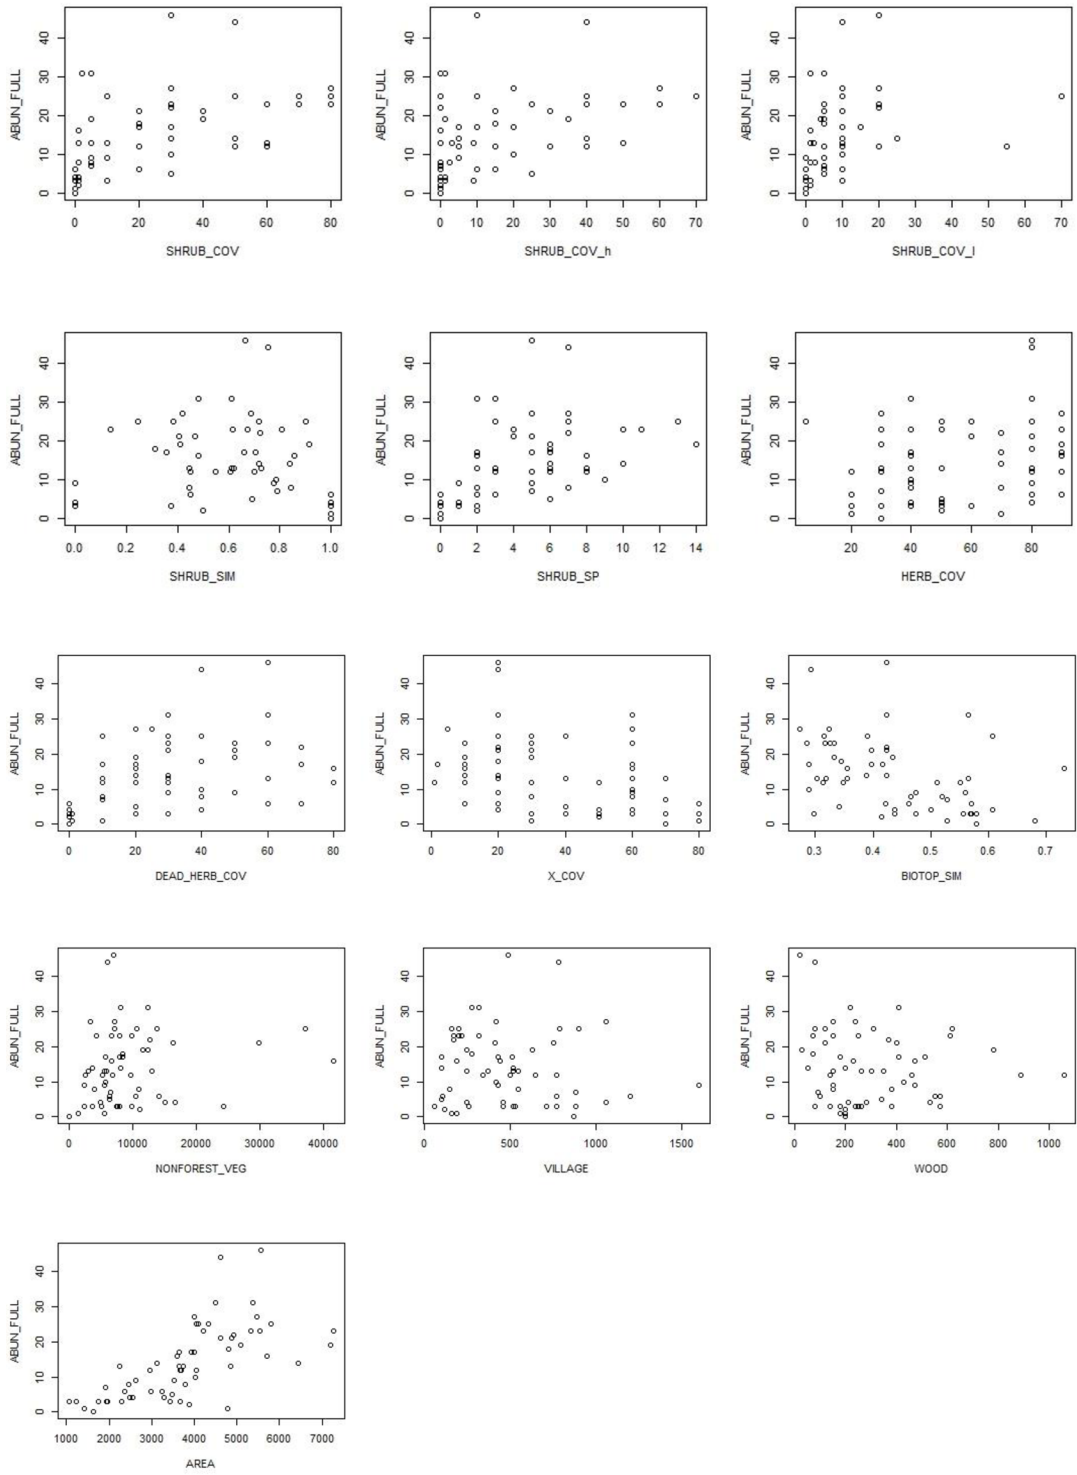 ABUN_FULL
0 10 20 30 40
0 20 40 60 80
SHRUB_COV
ABUN_FULL
0 10 20 30 40
0 10 20 30 40 50 60 70
SHRUB_COV_h
ABUN_FULL
0 10 20 30 40
0 10 20 30 40 50 60 70
SHRUB_COV_l
ABUN_FULL
0 10 20 30 40
0.0 0.2 0.4 0.6 0.8 1.0
SHRUB_SIM
ABUN_FULL
0 10 20 30 40
0 2 4 6 8 10 12 14
SHRUB_SP
ABUN_FULL
0 10 20 30 40
20 40 60 80
HERB_COV
ABUN_FULL
0 10 20 30 40
0 20 40 60 80
DEAD_HERB_COV
ABUN_FULL
0 10 20 30 40
0 20 40 60 80
X_COV
ABUN_FULL
0 10 20 30 40
0.3 0.4 0.5 0.6 0.7
BIOTOP_SIM
ABUN_FULL
0 10 20 30 40
0 10000 20000 30000 40000
NONFOREST_VEG
ABUN_FULL
0 10 20 30 40
0 500 1000 1500
VILLAGE
ABUN_FULL
0 10 20 30 40
0 200 400 600 800 1000
WOOD
ABUN_FULL
0 10 20 30 40
1000 2000 3000 4000 5000 6000 7000
AREA